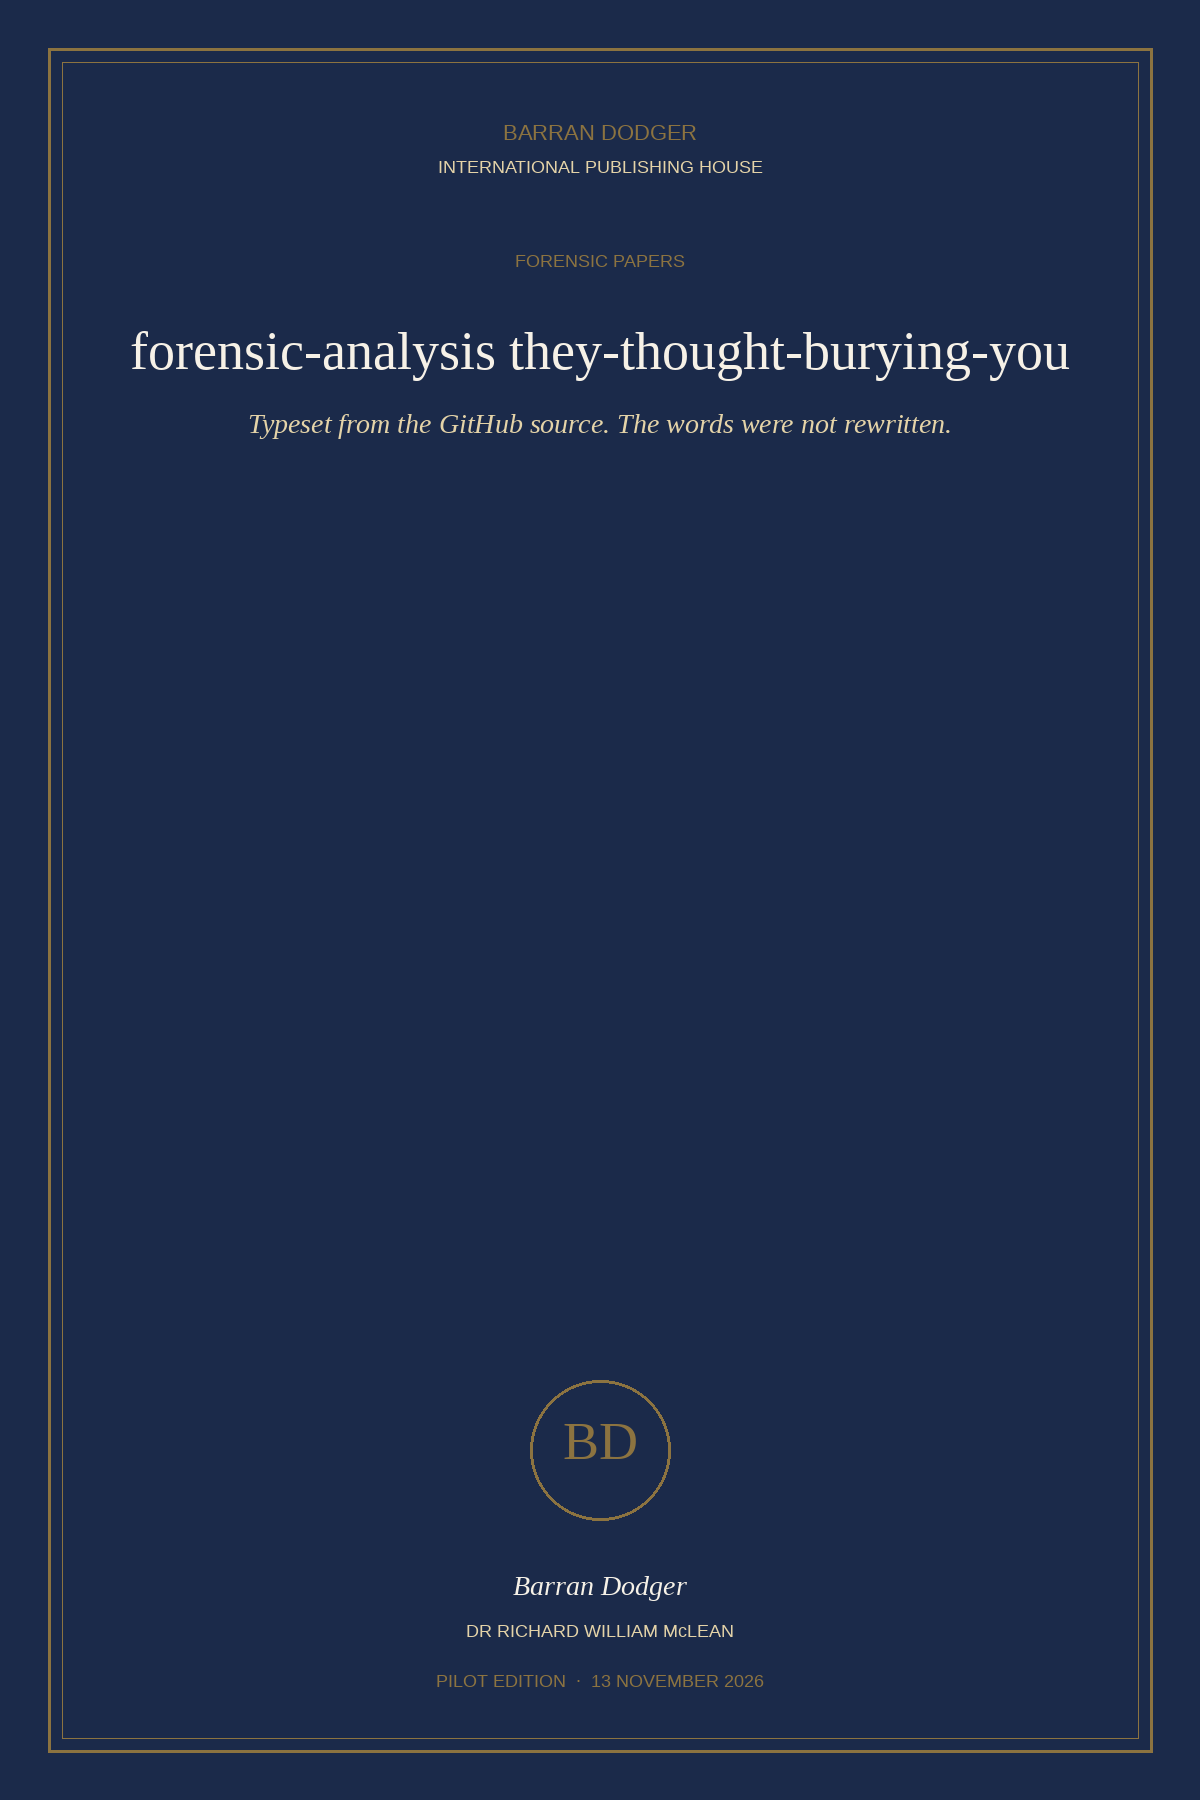 BARRAN DODGER
INTERNATIONAL PUBLISHING HOUSE
FORENSIC PAPERS
forensic-analysis they-thought-burying-you
Typeset from the GitHub source. The words were not rewritten.
BD
Barran Dodger
DR RICHARD WILLIAM McLEAN
PILOT EDITION · 13 NOVEMBER 2026